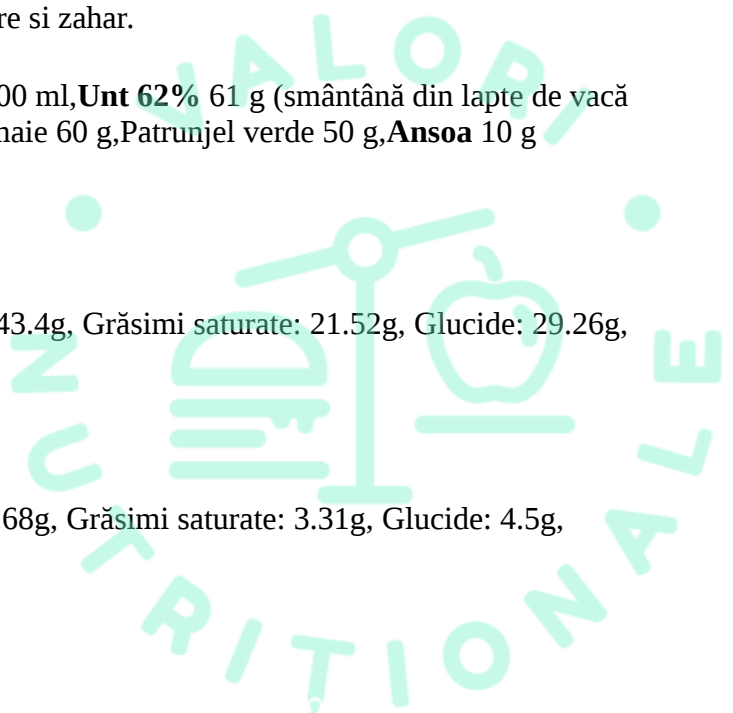 re si zahar.
00 ml,Unt 62% 61 g (smântână din lapte de vacă
naie 60 g,Patrunjel verde 50 g,Ansoa 10 g
43.4g, Grăsimi saturate: 21.52g, Glucide: 29.26g,
68g, Grăsimi saturate: 3.31g, Glucide: 4.5g,
VALORI
NUTRIȚIONALE